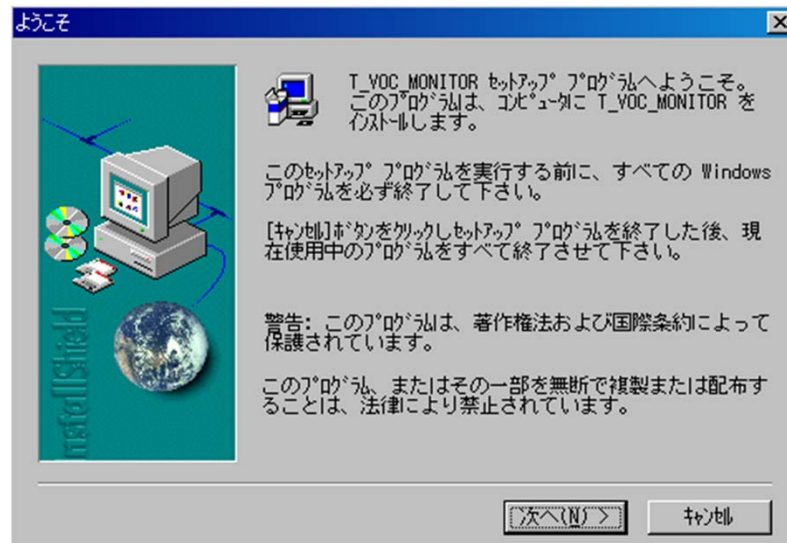 ようこそ
T_VOC_MONITOR ｾｯﾄｱｯﾌﾟ ﾌﾟﾛｸﾞﾗﾑへようこそ。
このﾌﾟﾛｸﾞﾗﾑは、ｺﾝﾋﾟｭｰﾀに T_VOC_MONITOR を
ｲﾝｽﾄｰﾙします。
このｾｯﾄｱｯﾌﾟ ﾌﾟﾛｸﾞﾗﾑを実行する前に、すべての Windows
ﾌﾟﾛｸﾞﾗﾑを必ず終了して下さい。
[ｷｬﾝｾﾙ]ﾎﾞﾀﾝをｸﾘｯｸしｾｯﾄｱｯﾌﾟ ﾌﾟﾛｸﾞﾗﾑを終了した後、現
在使用中のﾌﾟﾛｸﾞﾗﾑをすべて終了させて下さい。
警告: このﾌﾟﾛｸﾞﾗﾑは、著作権法および国際条約によって
保護されています。
このﾌﾟﾛｸﾞﾗﾑ、またはその一部を無断で複製または配布す
ることは、法律により禁止されています。
InstallShield
次へ(N) >
ｷｬﾝｾﾙ